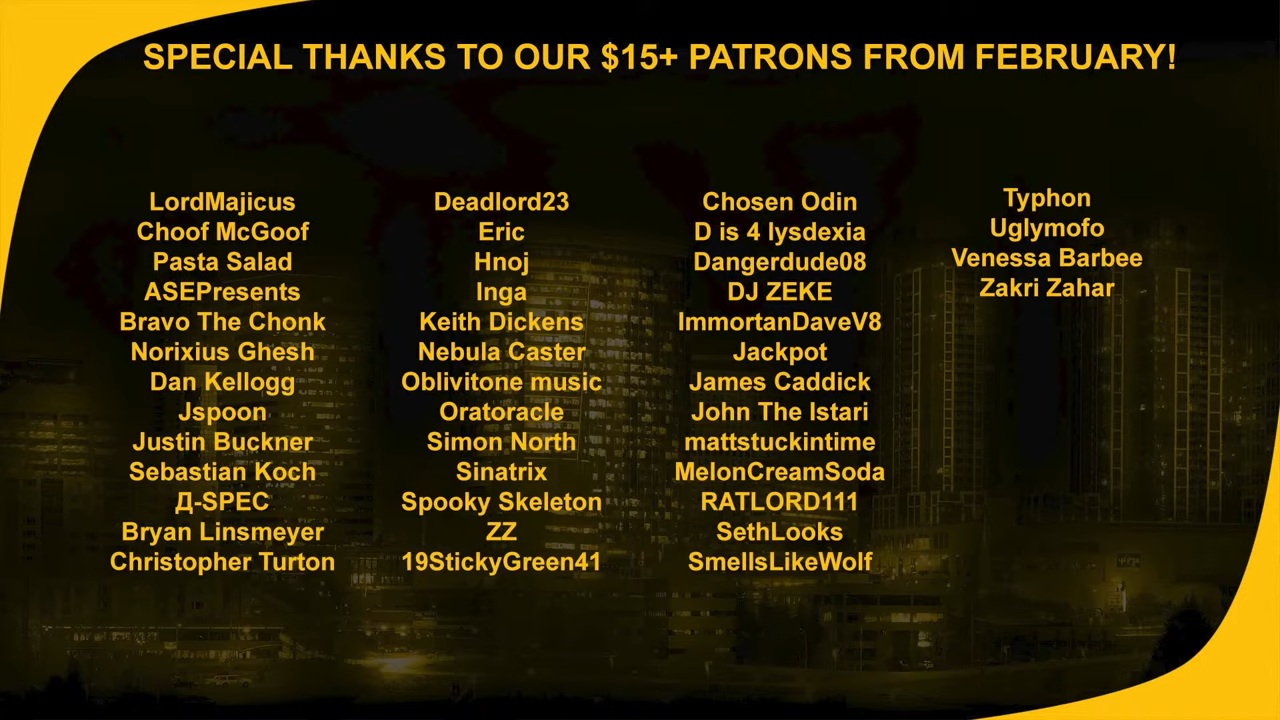 SPECIAL THANKS TO OUR $15+ PATRONS FROM FEBRUARY!
LordMajicus
Choof McGoof
Pasta Salad
ASEPresents
Bravo The Chonk
Norixius Ghesh
Dan Kellogg
Jspoon
Justin Buckner
Sebastian Koch
Д-SPEC
Bryan Linsmeyer
Christopher Turton
Deadlord23
Eric
Hnoj
Inga
Keith Dickens
Nebula Caster
Oblivitone music
Oratoracle
Simon North
Sinatrix
Spooky Skeleton
ZZ
19StickyGreen41
Chosen Odin
D is 4 lysdexia
Dangerdude08
DJ ZEKE
ImmortanDaveV8
Jackpot
James Caddick
John The Istari
mattstuckintime
MelonCreamSoda
RATLORD111
SethLooks
SmellsLikeWolf
Typhon
Uglymofo
Venessa Barbee
Zakri Zahar